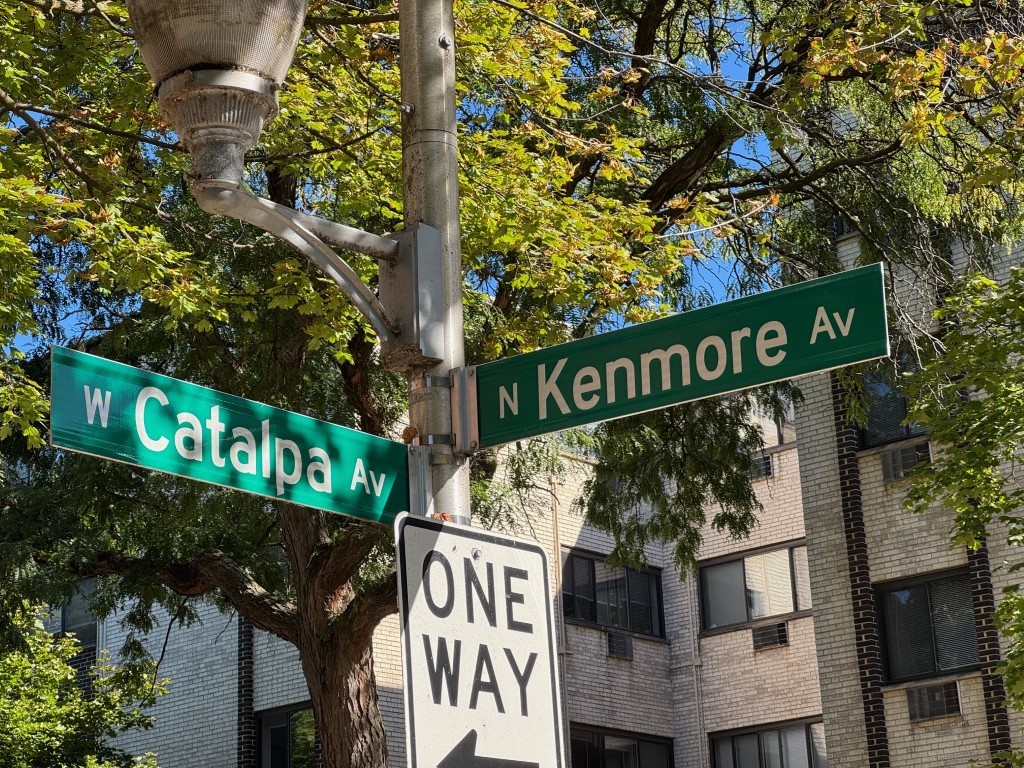 W Catalpa Av
N Kenmore Av
ONE
WAY